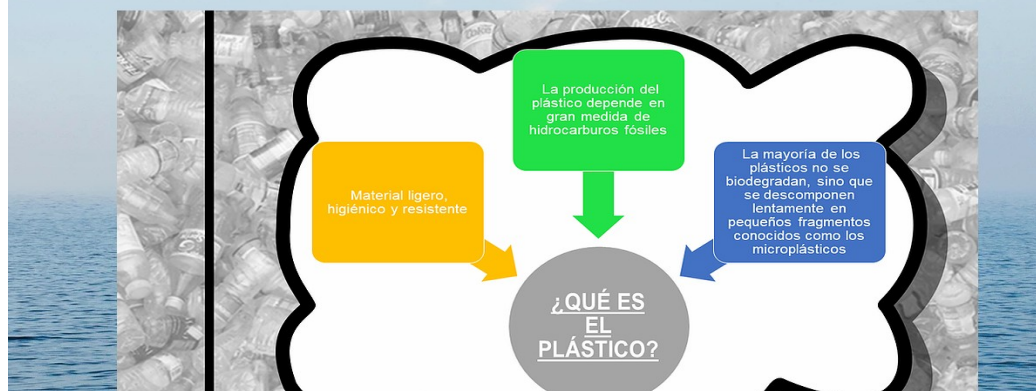 Material ligero,
higiénico y resistente
La producción del
plástico depende en
gran medida de
hidrocarburos fósiles
La mayoría de los
plásticos no se
biodegradan, sino que
se descomponen
lentamente en
pequeños fragmentos
conocidos como los
microplásticos
¿QUÉ ES
EL
PLÁSTICO?